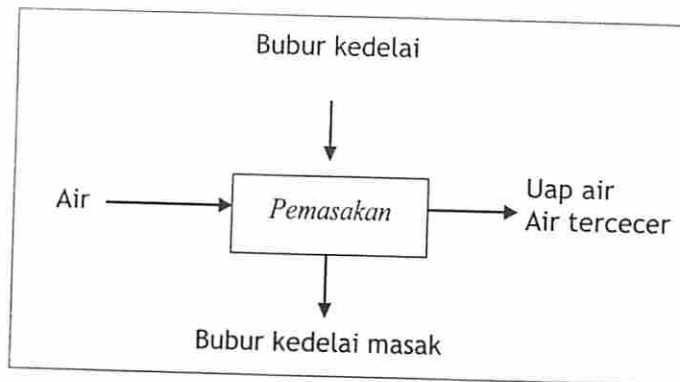 Bubur kedelai
Air
Pemasakan
Uap air
Air tercecer
Bubur kedelai masak